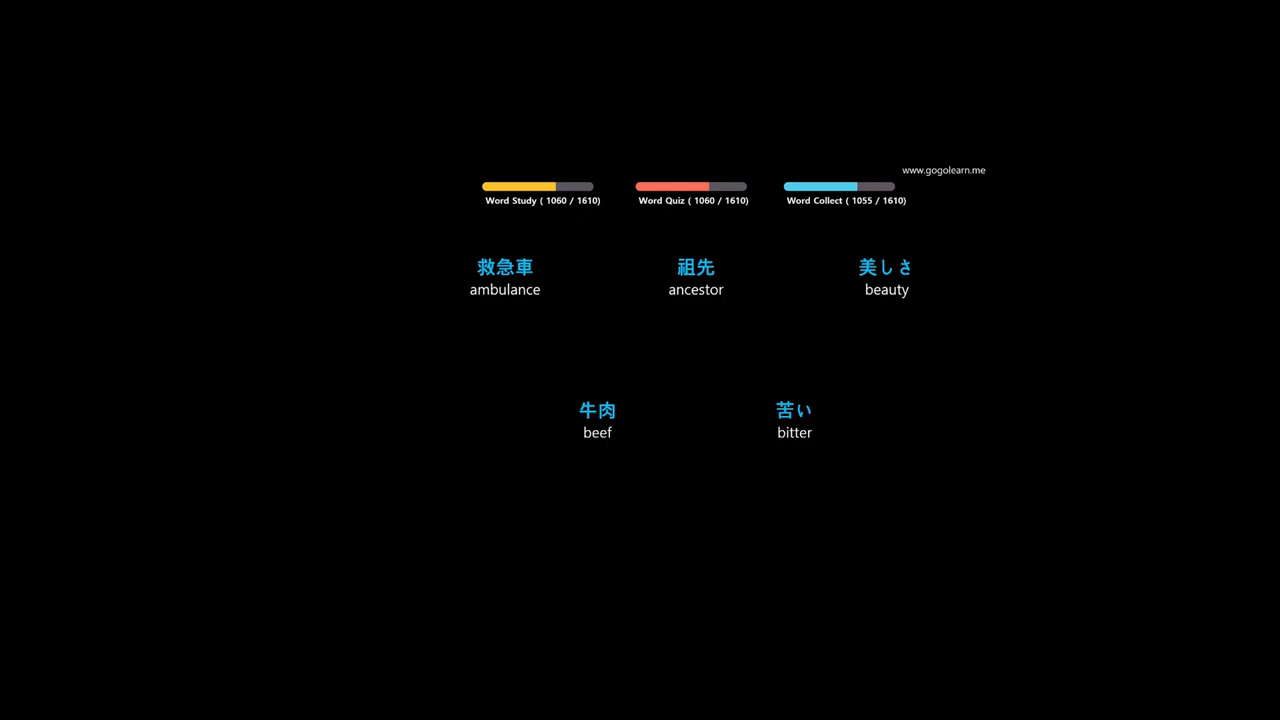 www.gogolearn.me
Word Study ( 1060 / 1610)
Word Quiz ( 1060 / 1610)
Word Collect ( 1055 / 1610)
救急車
ambulance
祖先
ancestor
美しさ
beauty
牛肉
beef
苦い
bitter